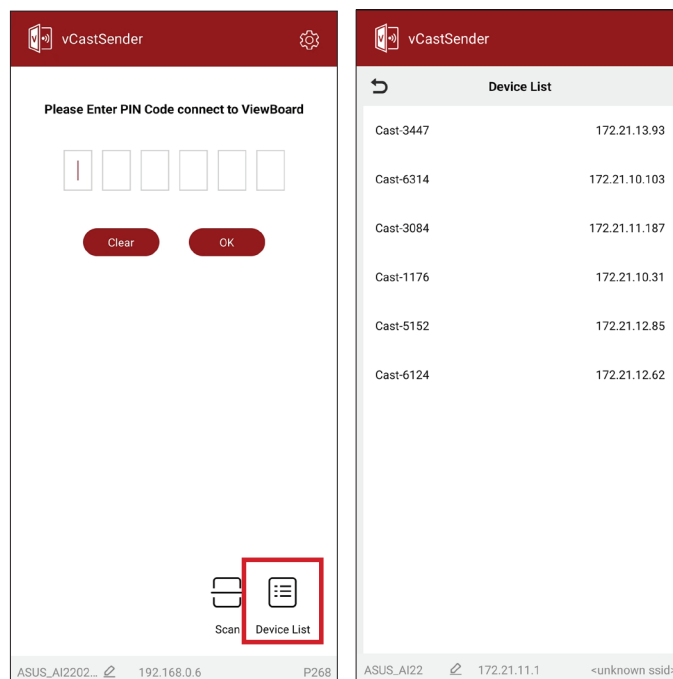 vCastSender
Please Enter PIN Code connect to ViewBoard
Clear
OK
Scan
Device List
ASUS_AI2202...
192.168.0.6
P268
vCastSender
Device List
Cast-3447 172.21.13.93
Cast-6314 172.21.10.103
Cast-3084 172.21.11.187
Cast-1176 172.21.10.31
Cast-5152 172.21.12.85
Cast-6124 172.21.12.62
ASUS_AI22
172.21.11.1
<unknown ssid>